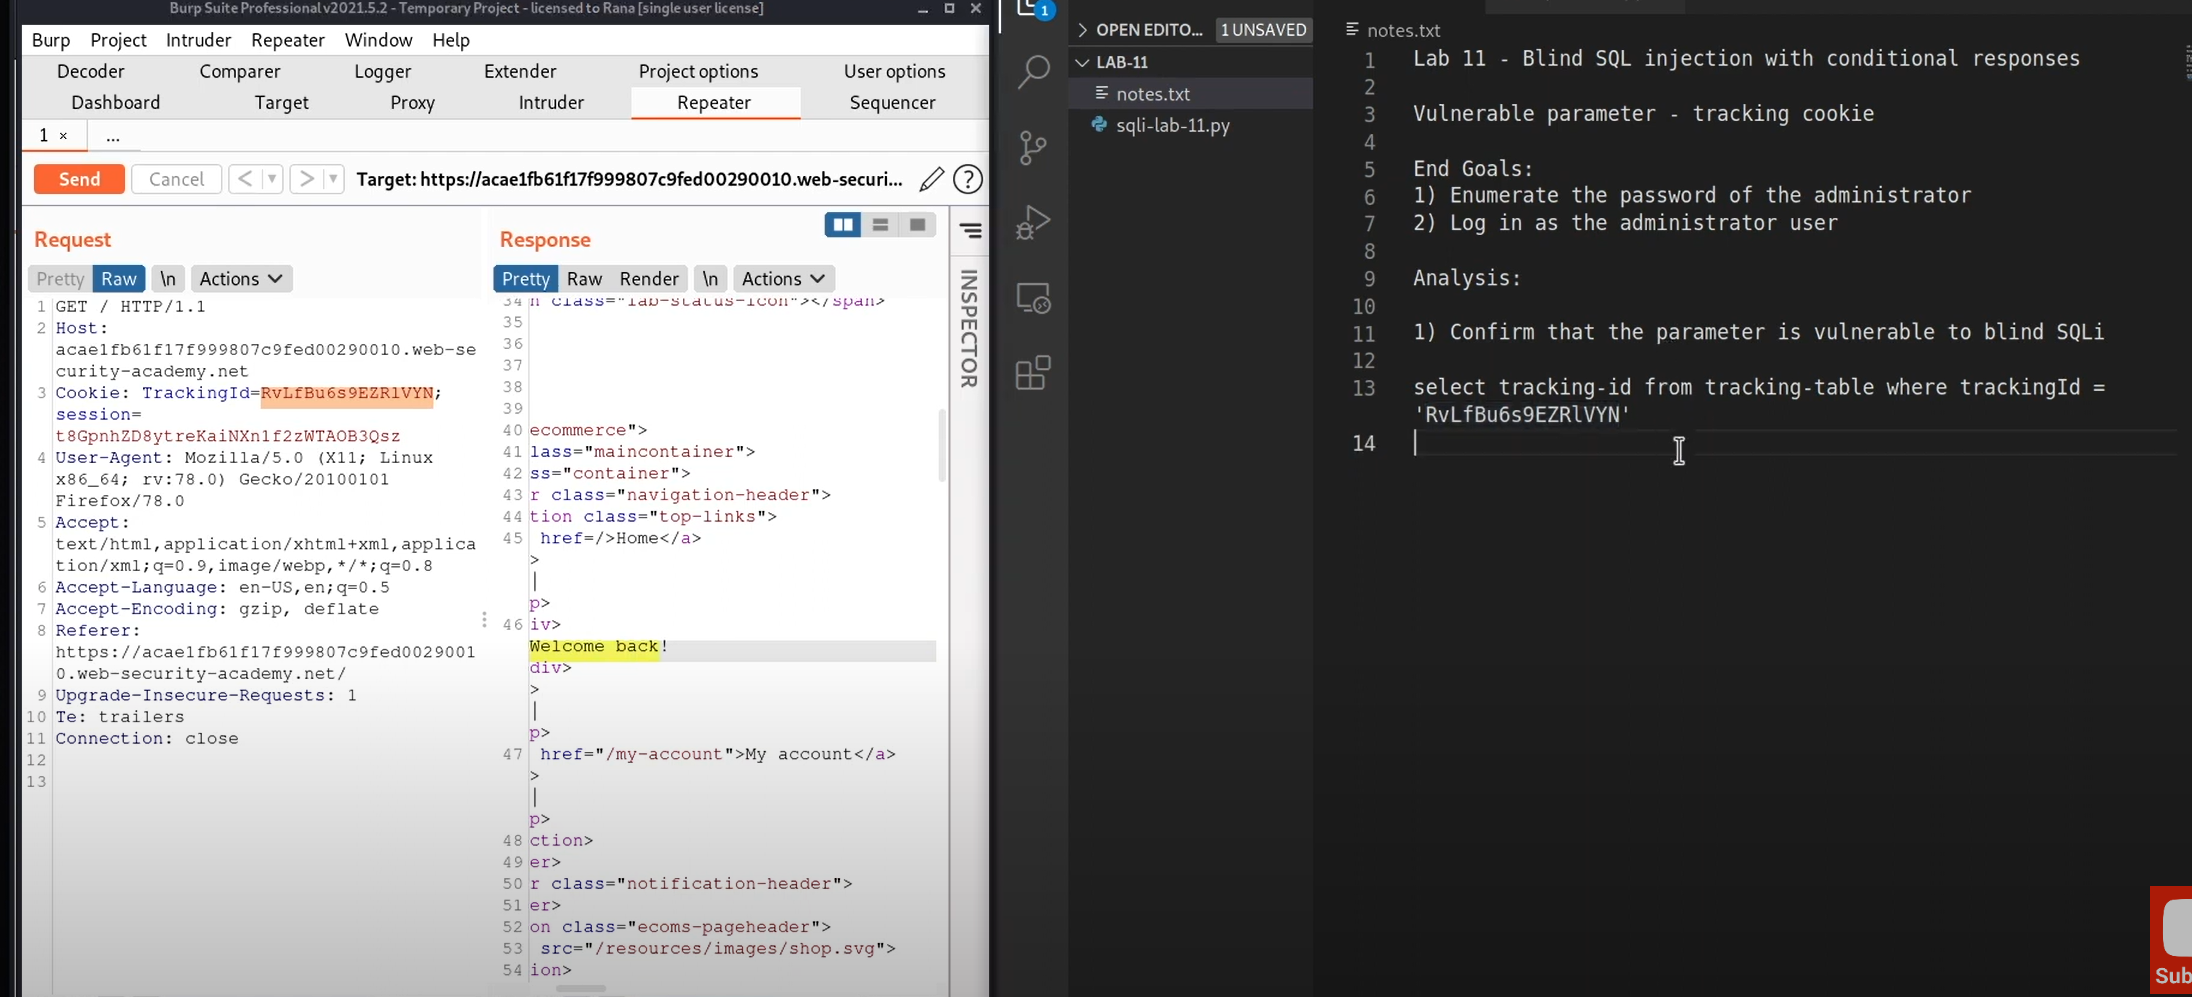 Burp Suite Professional v2021.5.2 - Temporary Project - licensed to Rana [single user license]
Burp Project Intruder Repeater Window Help
Decoder Comparer Logger Extender Project options User options
Dashboard Target Proxy Intruder Repeater Sequencer
1 × ...
Send Cancel < > Target: https://acae1fb61f17f999807c9fed00290010.web-securi... ?
Request
Pretty Raw \n Actions
1 GET / HTTP/1.1
2 Host:
acae1fb61f17f999807c9fed00290010.web-se
curity-academy.net
3 Cookie: TrackingId=RvLfBu6s9EZRlVYN;
session=
t8GpnhZD8ytreKaiNXn1f2zWTAOB3Qsz
4 User-Agent: Mozilla/5.0 (X11; Linux
x86_64; rv:78.0) Gecko/20100101
Firefox/78.0
5 Accept:
text/html,application/xhtml+xml,applica
tion/xml;q=0.9,image/webp,*/*;q=0.8
6 Accept-Language: en-US,en;q=0.5
7 Accept-Encoding: gzip, deflate
8 Referer:
https://acae1fb61f17f999807c9fed0029001
0.web-security-academy.net/
9 Upgrade-Insecure-Requests: 1
10 Te: trailers
11 Connection: close
12
13
Response
Pretty Raw Render \n Actions
34 n class="lab-status-icon"></span>
35
36
37
38
39
40 ecommerce">
41 lass="maincontainer">
42 ss="container">
43 r class="navigation-header">
44 tion class="top-links">
45 href=/>Home</a>
>
|
p>
46 iv>
Welcome back!
div>
>
|
p>
47 href="/my-account">My account</a>
>
|
p>
48 ction>
49 er>
50 r class="notification-header">
51 er>
52 on class="ecoms-pageheader">
53 src="/resources/images/shop.svg">
54 ion>
INSPECTOR
1
OPEN EDITO... 1 UNSAVED
LAB-11
notes.txt
sqli-lab-11.py
notes.txt
1 Lab 11 - Blind SQL injection with conditional responses
2
3 Vulnerable parameter - tracking cookie
4
5 End Goals:
6 1) Enumerate the password of the administrator
7 2) Log in as the administrator user
8
9 Analysis:
10
11 1) Confirm that the parameter is vulnerable to blind SQLi
12
13 select tracking-id from tracking-table where trackingId =
'RvLfBu6s9EZRlVYN'
14
Sub